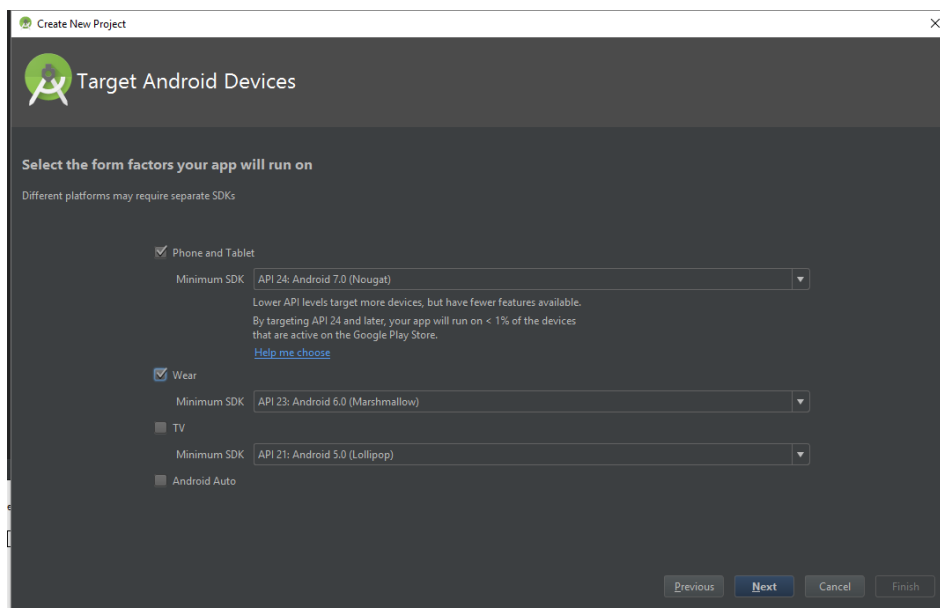 Create New Project
Target Android Devices
Select the form factors your app will run on
Different platforms may require separate SDKs
Phone and Tablet
Minimum SDK API 24: Android 7.0 (Nougat)
Lower API levels target more devices, but have fewer features available.
By targeting API 24 and later, your app will run on < 1% of the devices
that are active on the Google Play Store.
Help me choose
Wear
Minimum SDK API 23: Android 6.0 (Marshmallow)
TV
Minimum SDK API 21: Android 5.0 (Lollipop)
Android Auto
Previous Next Cancel Finish